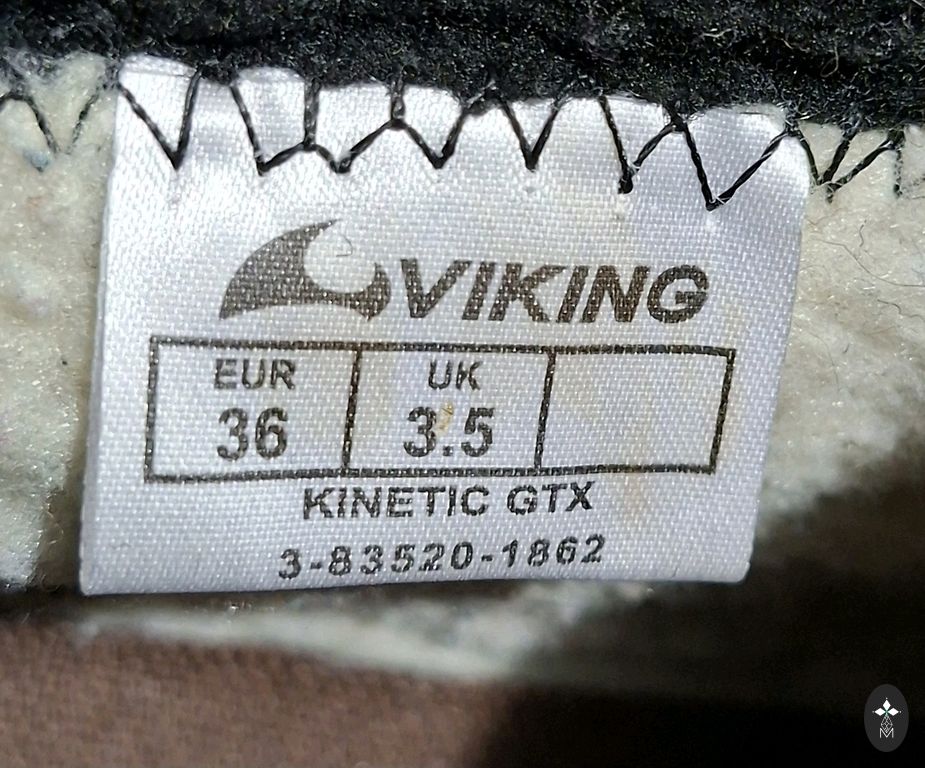 VIKING
EUR UK
36 3.5
KINETIC GTX
3-83520-1862
M